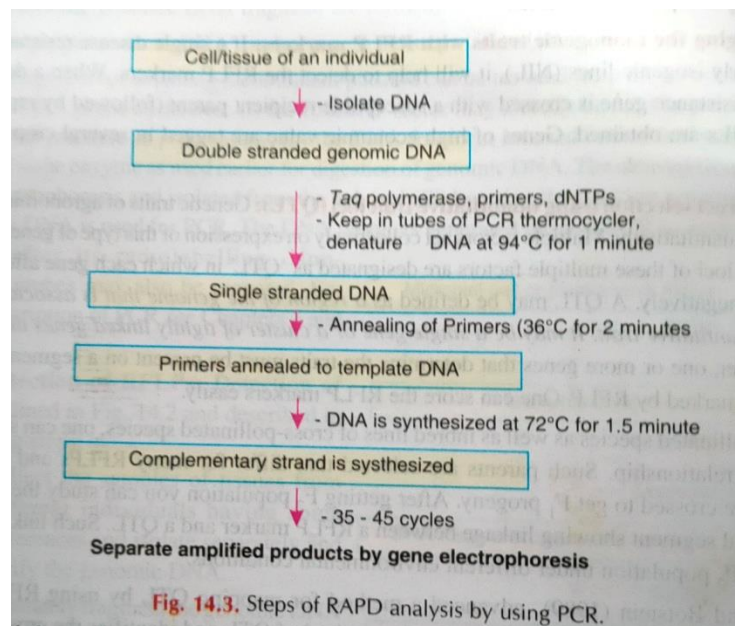 Cell/tissue of an individual
- Isolate DNA
Double stranded genomic DNA
- Taq polymerase, primers, dNTPs
- Keep in tubes of PCR thermocycler,
denature DNA at 94°C for 1 minute
Single stranded DNA
- Annealing of Primers (36°C for 2 minutes
Primers annealed to template DNA
- DNA is synthesized at 72°C for 1.5 minute
Complementary strand is systhesized
- 35 - 45 cycles
Separate amplified products by gene electrophoresis
Fig. 14.3. Steps of RAPD analysis by using PCR.